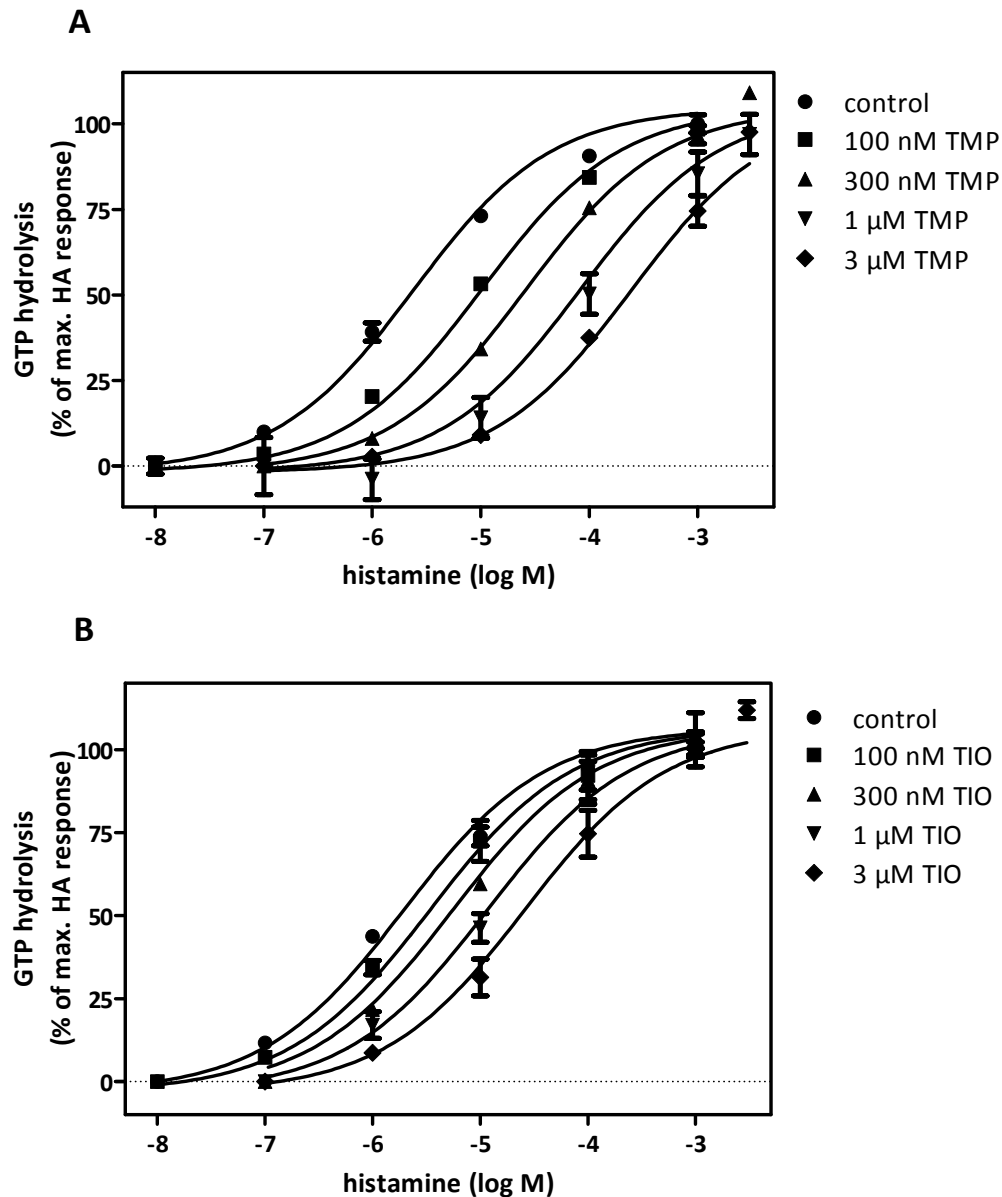 A
100
75
50
25
0
GTP hydrolysis
(% of max. HA response)
-8 -7 -6 -5 -4 -3
histamine (log M)
control
100 nM TMP
300 nM TMP
1 µM TMP
3 µM TMP
B
100
75
50
25
0
GTP hydrolysis
(% of max. HA response)
-8 -7 -6 -5 -4 -3
histamine (log M)
control
100 nM TIO
300 nM TIO
1 µM TIO
3 µM TIO